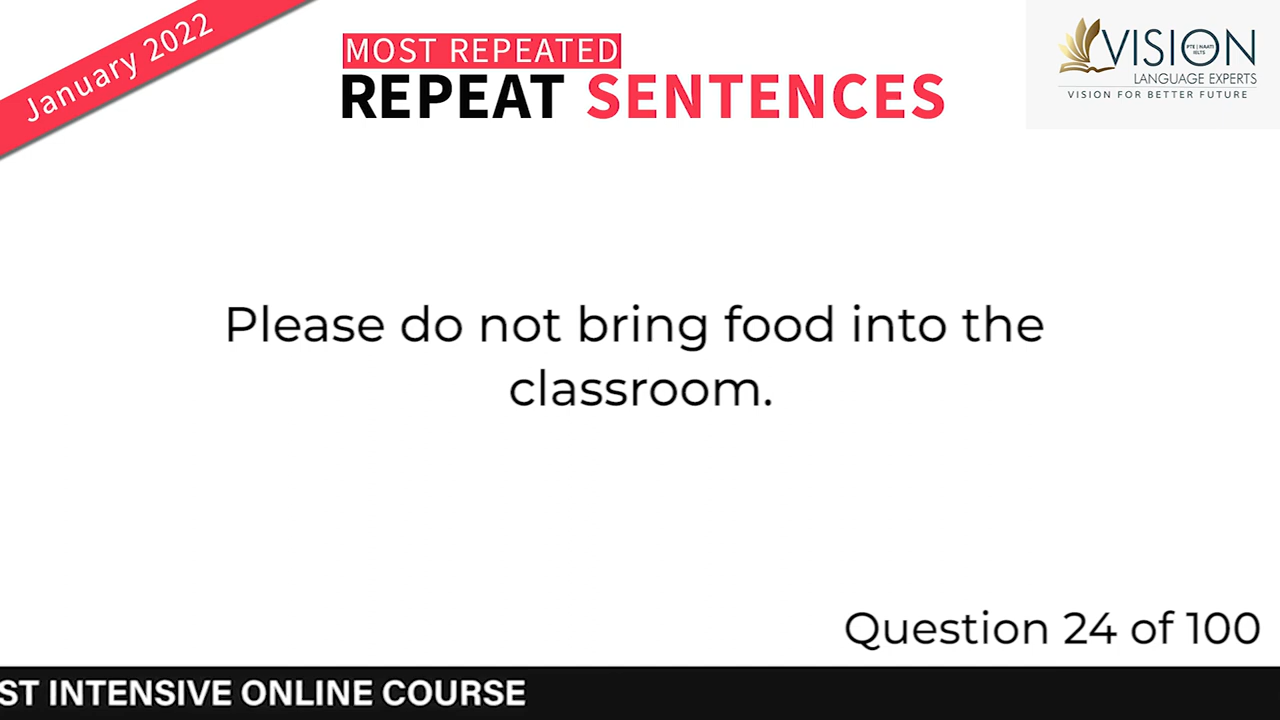 January 2022
MOST REPEATED
REPEAT SENTENCES
VISION
PTE | NAATI
IELTS
LANGUAGE EXPERTS
VISION FOR BETTER FUTURE
Please do not bring food into the
classroom.
Question 24 of 100
ST INTENSIVE ONLINE COURSE